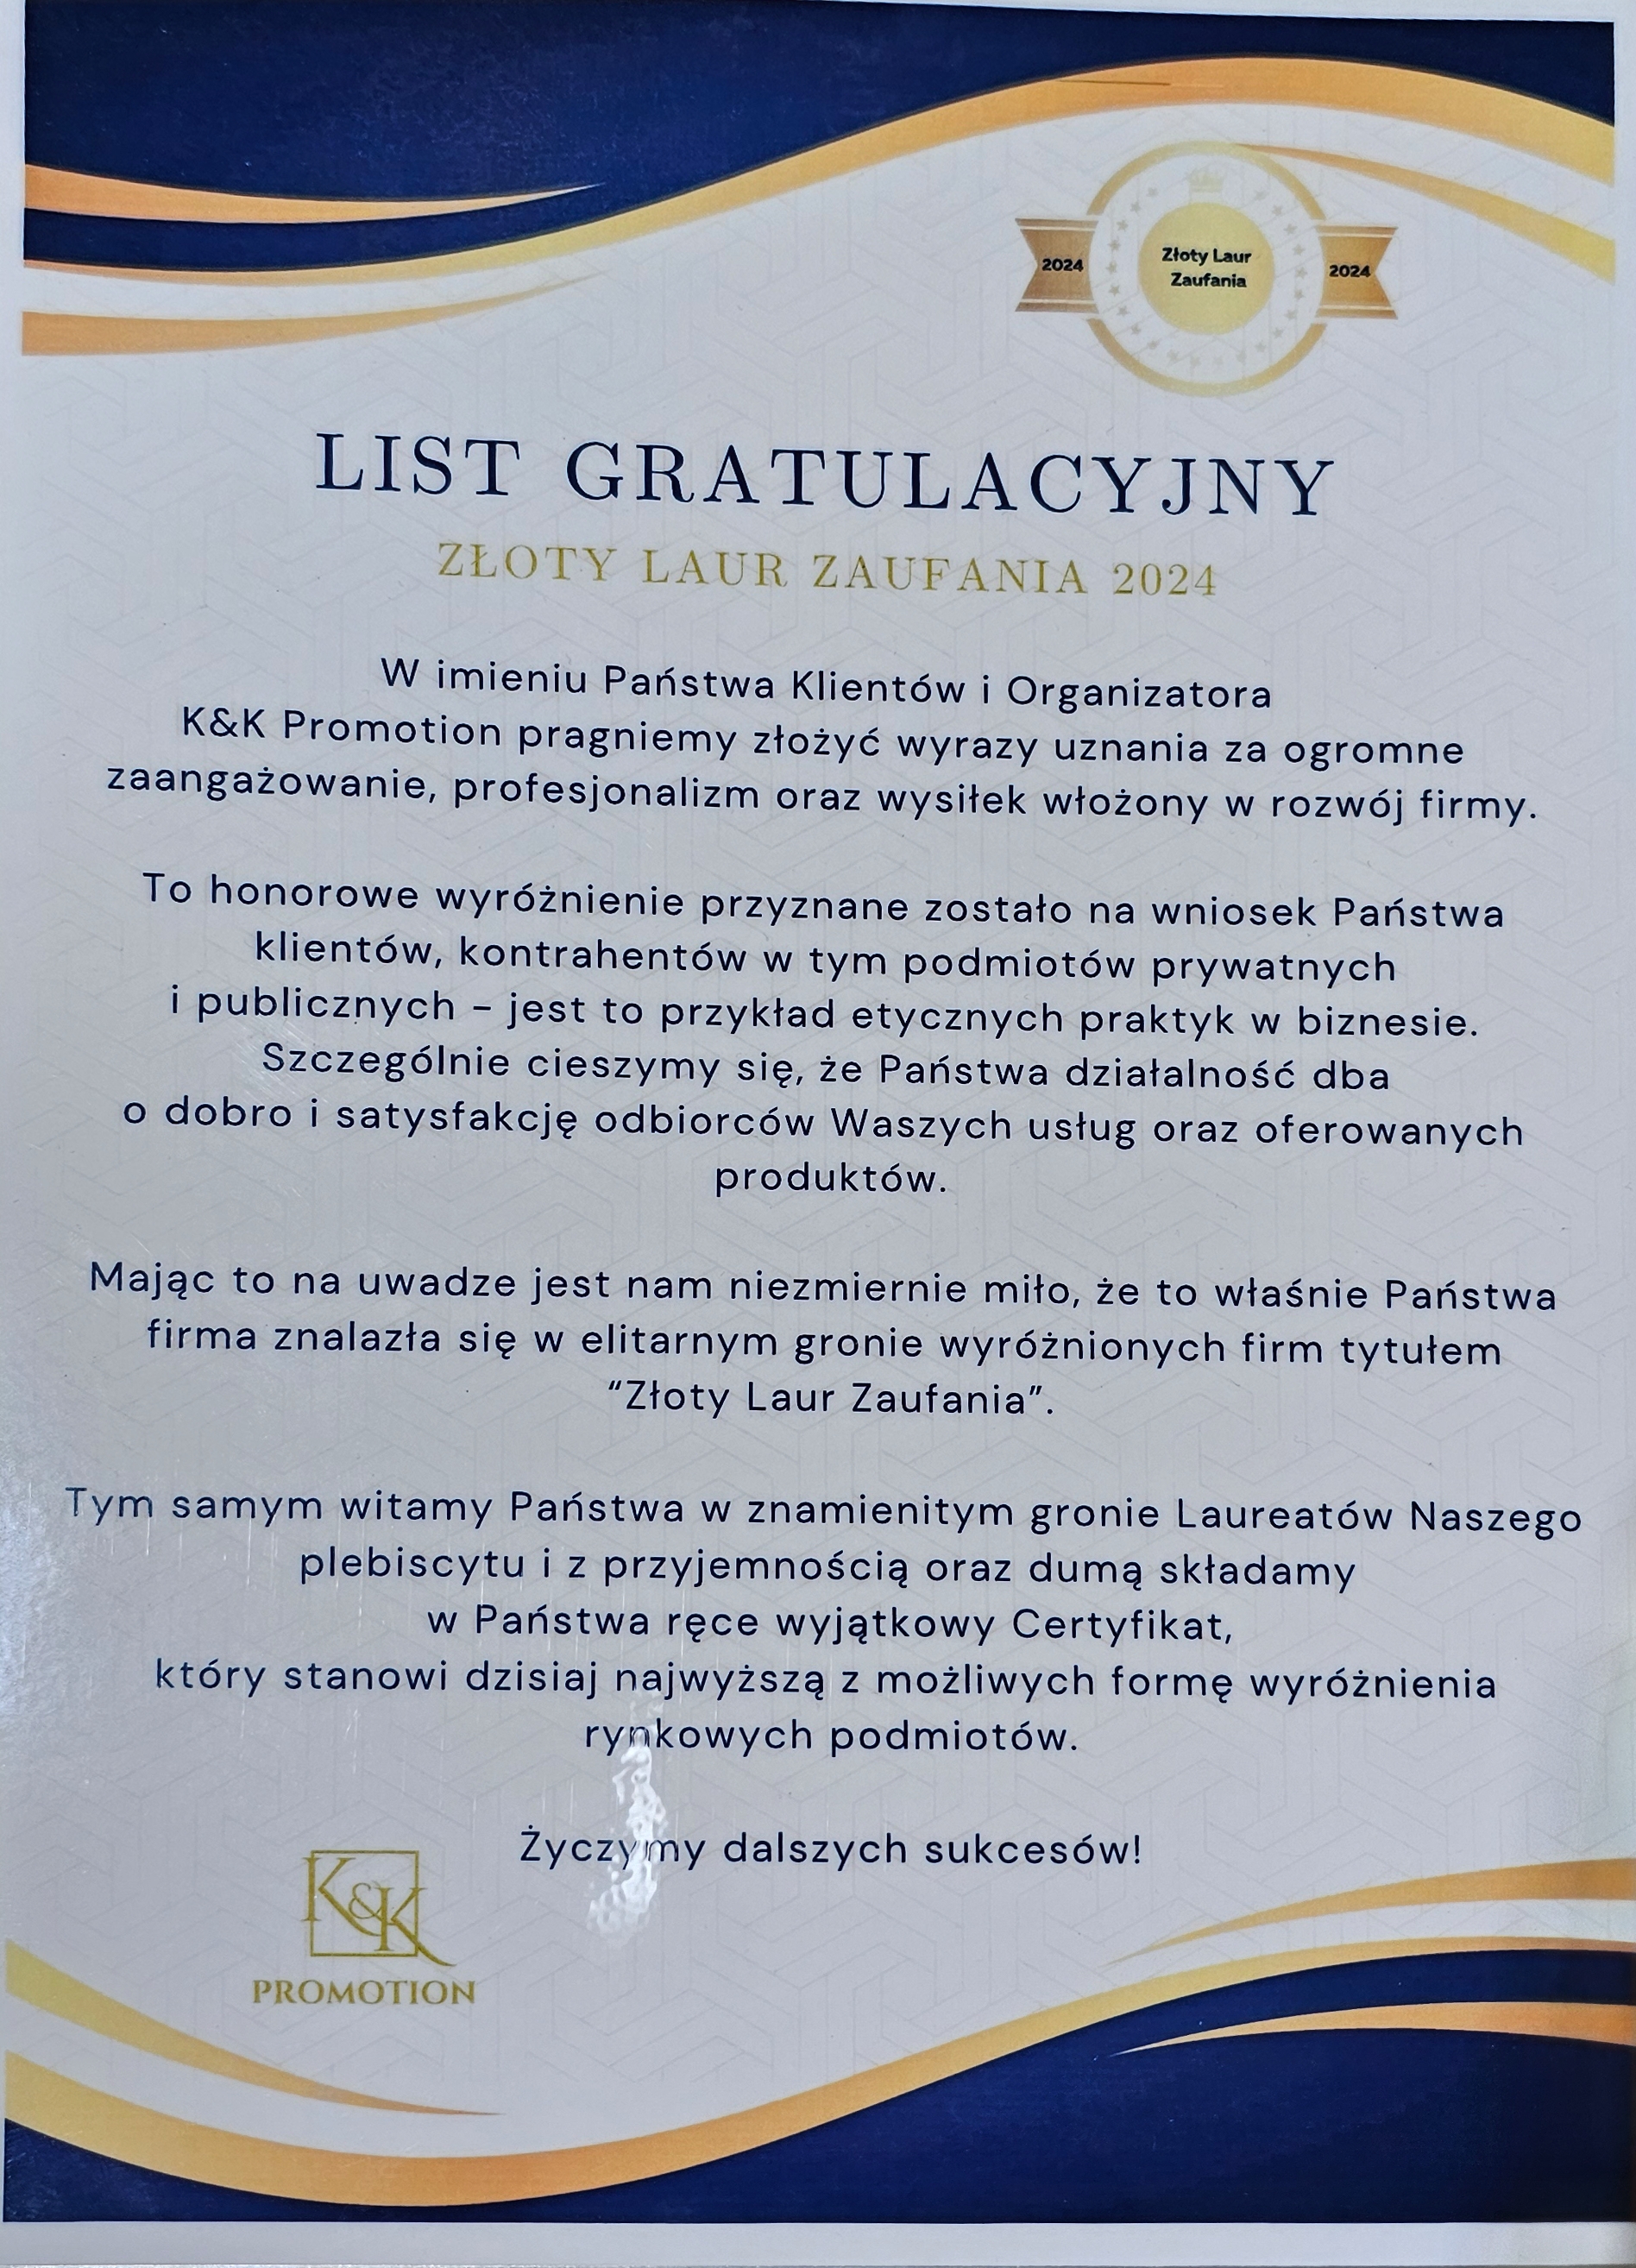 2024
Złoty Laur
Zaufania
2024
LIST GRATULACYJNY
ZŁOTY LAUR ZAUFANIA 2024
W imieniu Państwa Klientów i Organizatora
K&K Promotion pragniemy złożyć wyrazy uznania za ogromne
zaangażowanie, profesjonalizm oraz wysiłek włożony w rozwój firmy.
To honorowe wyróżnienie przyznane zostało na wniosek Państwa
klientów, kontrahentów w tym podmiotów prywatnych
i publicznych – jest to przykład etycznych praktyk w biznesie.
Szczególnie cieszymy się, że Państwa działalność dba
o dobro i satysfakcję odbiorców Waszych usług oraz oferowanych
produktów.
Mając to na uwadze jest nam niezmiernie miło, że to właśnie Państwa
firma znalazła się w elitarnym gronie wyróżnionych firm tytułem
“Złoty Laur Zaufania”.
Tym samym witamy Państwa w znamienitym gronie Laureatów Naszego
plebiscytu i z przyjemnością oraz dumą składamy
w Państwa ręce wyjątkowy Certyfikat,
który stanowi dzisiaj najwyższą z możliwych formę wyróżnienia
rynkowych podmiotów.
Życzymy dalszych sukcesów!
K&K
PROMOTION